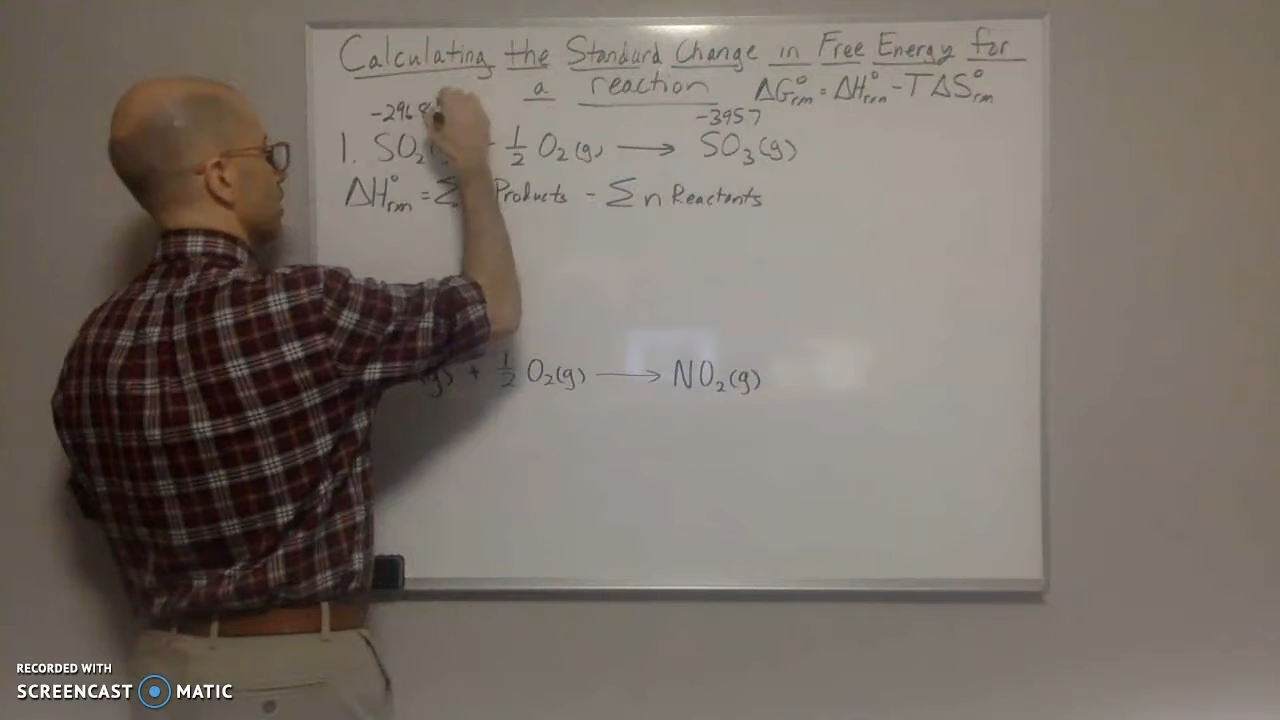 Calculating the Standard Change in Free Energy for
a reaction ΔG°rxn = ΔH°rxn - TΔS°rxn
-2968 -3957
1. SO₂ ½ O₂(g) ⟶ SO₃(g)
ΔH°rxn = Σ Products - Σ n Reactants
(g) + ½ O₂(g) ⟶ NO₂(g)
RECORDED WITH
SCREENCAST MATIC